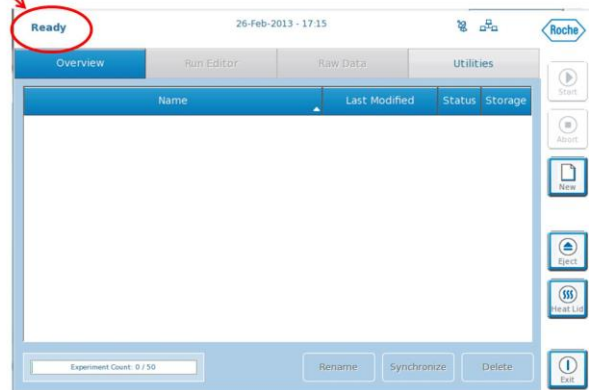 Ready
26-Feb-2013 - 17:15
Roche
Overview
Run Editor
Raw Data
Utilities
Start
Name
Last Modified
Status
Storage
Abort
New
Eject
Heat Lid
Experiment Count: 0 / 50
Rename
Synchronize
Delete
Exit